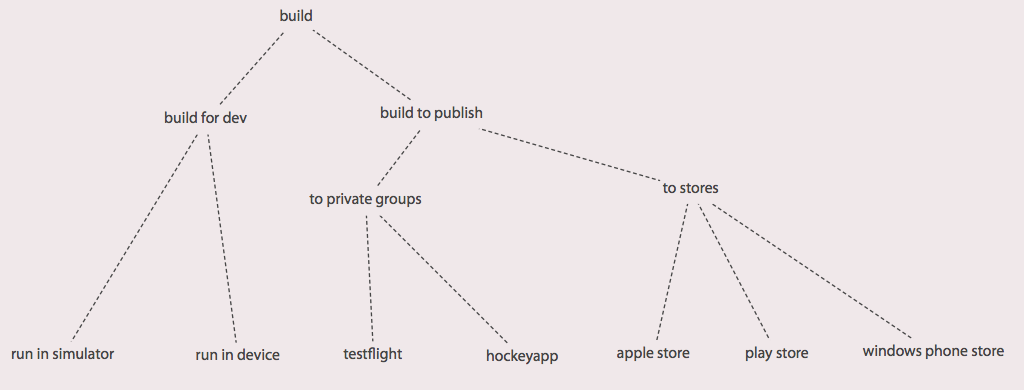 build
build for dev
build to publish
to private groups
to stores
run in simulator
run in device
testflight
hockeyapp
apple store
play store
windows phone store